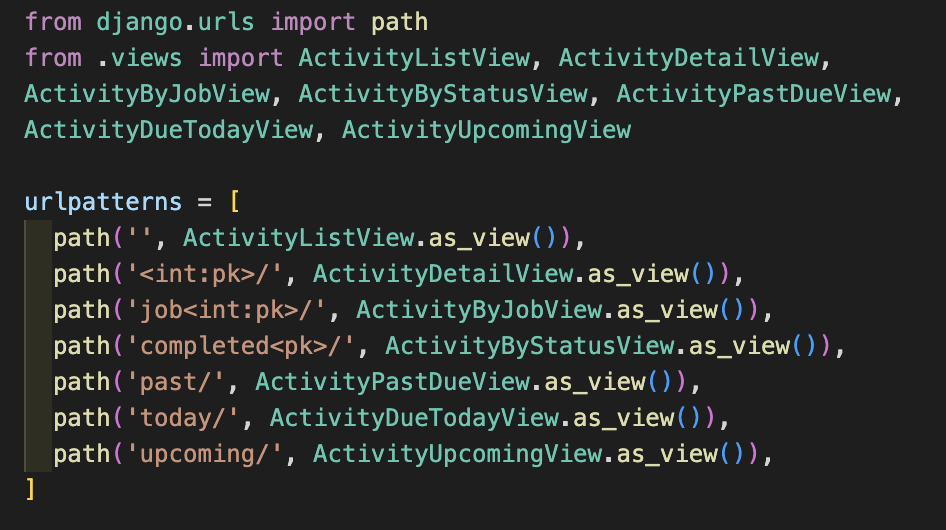 from django.urls import path
from .views import ActivityListView, ActivityDetailView,
ActivityByJobView, ActivityByStatusView, ActivityPastDueView,
ActivityDueTodayView, ActivityUpcomingView

urlpatterns = [
  path('', ActivityListView.as_view()),
  path('<int:pk>/', ActivityDetailView.as_view()),
  path('job<int:pk>/', ActivityByJobView.as_view()),
  path('completed<pk>/', ActivityByStatusView.as_view()),
  path('past/', ActivityPastDueView.as_view()),
  path('today/', ActivityDueTodayView.as_view()),
  path('upcoming/', ActivityUpcomingView.as_view()),
]